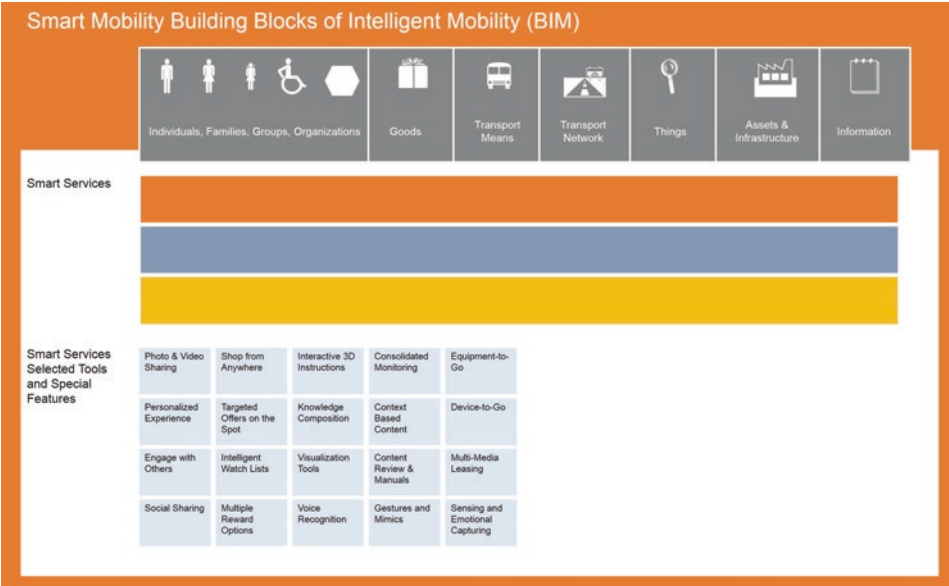 Smart Mobility Building Blocks of Intelligent Mobility (BIM)
Individuals, Families, Groups, Organizations
Goods
Transport
Means
Transport
Network
Things
Assets &
Infrastructure
Information
Smart Services
Smart Services
Selected Tools
and Special
Features
Photo & Video
Sharing
Shop from
Anywhere
Interactive 3D
Instructions
Consolidated
Monitoring
Equipment-to-
Go
Personalized
Experience
Targeted
Offers on the
Spot
Knowledge
Composition
Context
Based
Content
Device-to-Go
Engage with
Others
Intelligent
Watch Lists
Visualization
Tools
Content
Review &
Manuals
Multi-Media
Leasing
Social Sharing
Multiple
Reward
Options
Voice
Recognition
Gestures and
Mimics
Sensing and
Emotional
Capturing